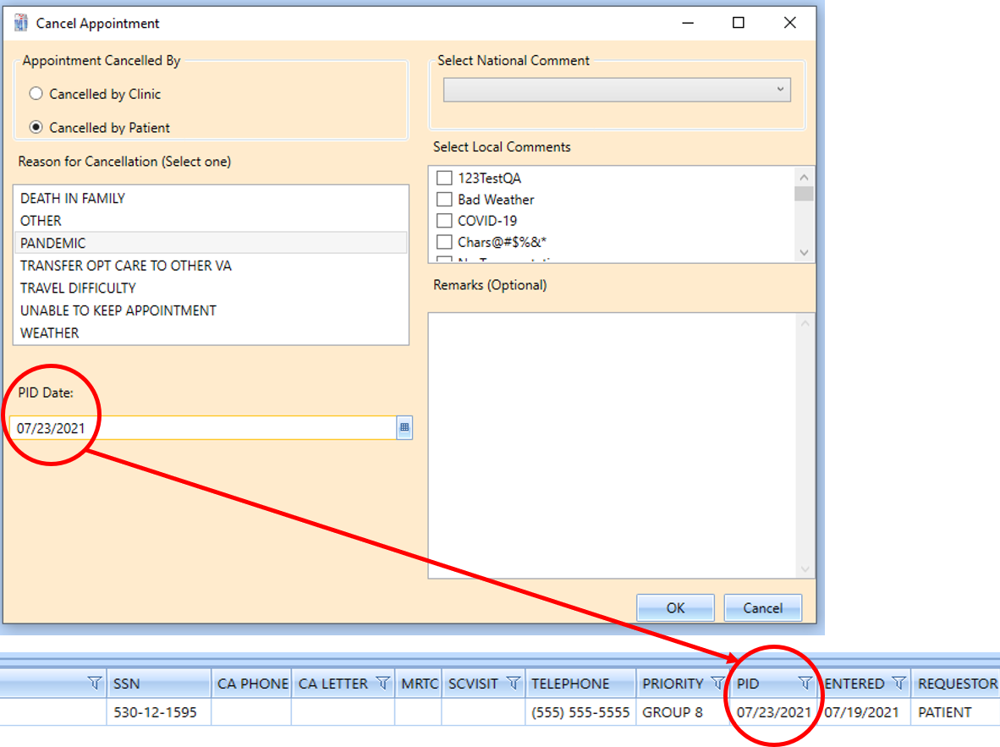 Cancel Appointment
Appointment Cancelled By
Cancelled by Clinic
Cancelled by Patient
Reason for Cancellation (Select one)
DEATH IN FAMILY
OTHER
PANDEMIC
TRANSFER OPT CARE TO OTHER VA
TRAVEL DIFFICULTY
UNABLE TO KEEP APPOINTMENT
WEATHER
PID Date:
07/23/2021
Select National Comment
Select Local Comments
123TestQA
Bad Weather
COVID-19
Chars@#$%&*
Remarks (Optional)
OK Cancel
SSN CA PHONE CA LETTER MRTC SCVISIT TELEPHONE PRIORITY PID ENTERED REQUESTOR
530-12-1595 (555) 555-5555 GROUP 8 07/23/2021 07/19/2021 PATIENT